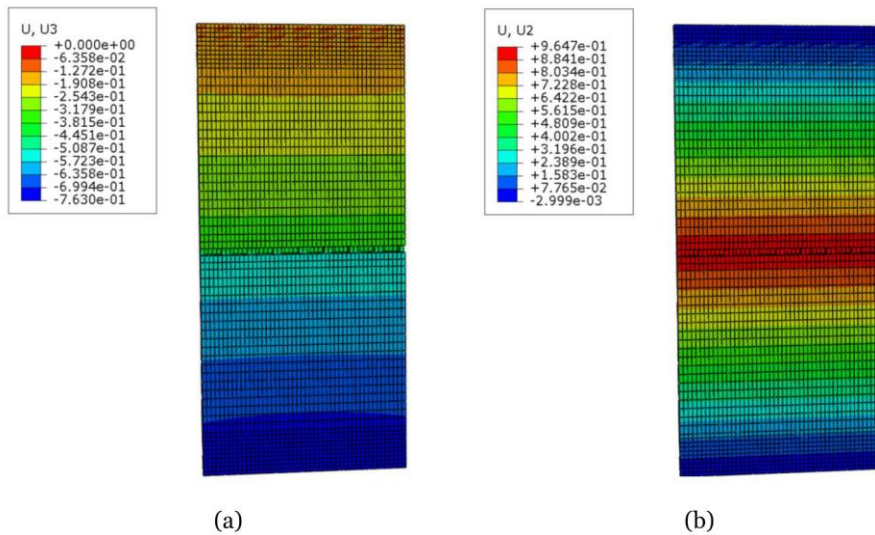 U, U3
+0.000e+00
-6.358e-02
-1.272e-01
-1.908e-01
-2.543e-01
-3.179e-01
-3.815e-01
-4.451e-01
-5.087e-01
-5.723e-01
-6.358e-01
-6.994e-01
-7.630e-01
U, U2
+9.647e-01
+8.841e-01
+8.034e-01
+7.228e-01
+6.422e-01
+5.615e-01
+4.809e-01
+4.002e-01
+3.196e-01
+2.389e-01
+1.583e-01
+7.765e-02
-2.999e-03
(a)
(b)